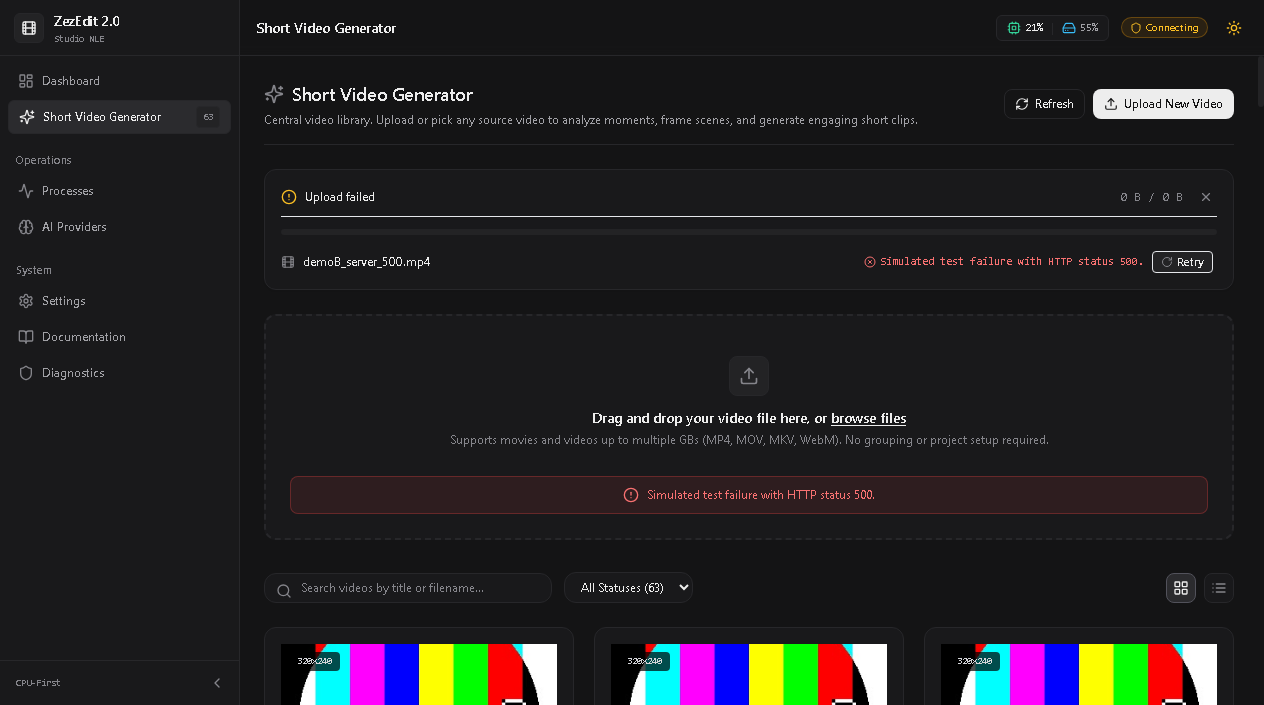 ZezEdit 2.0
Studio NLE
Short Video Generator
21% 55%
Connecting
Dashboard
Short Video Generator 63
Operations
Processes
AI Providers
System
Settings
Documentation
Diagnostics
CPU-First
Short Video Generator
Central video library. Upload or pick any source video to analyze moments, frame scenes, and generate engaging short clips.
Refresh
Upload New Video
Upload failed 0 B / 0 B
demoB_server_500.mp4 Simulated test failure with HTTP status 500. Retry
Drag and drop your video file here, or browse files
Supports movies and videos up to multiple GBs (MP4, MOV, MKV, WebM). No grouping or project setup required.
Simulated test failure with HTTP status 500.
Search videos by title or filename... All Statuses (63)
320x240 320x240 320x240